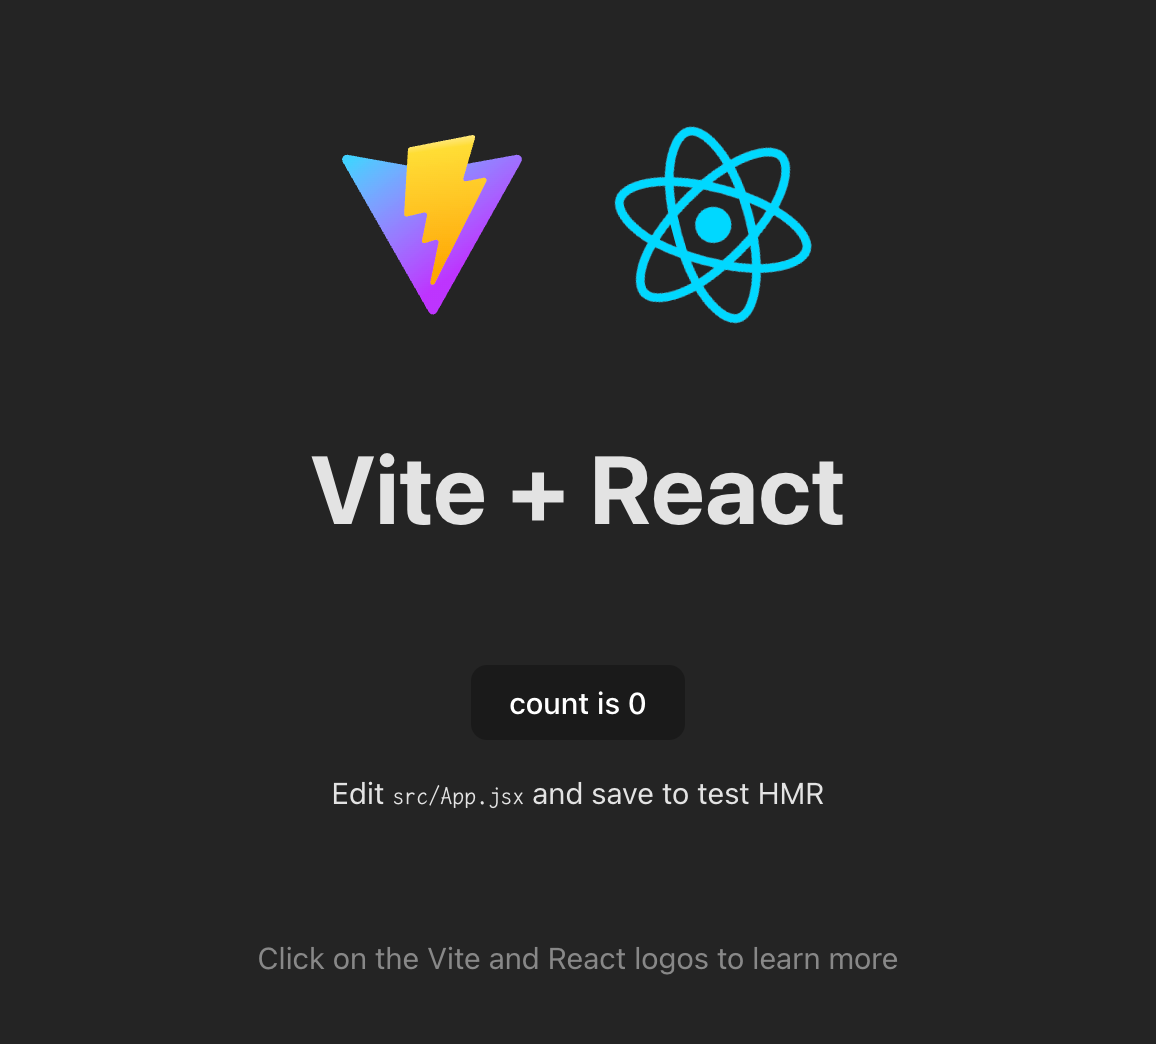 Vite + React
count is 0
Edit src/App.jsx and save to test HMR
Click on the Vite and React logos to learn more